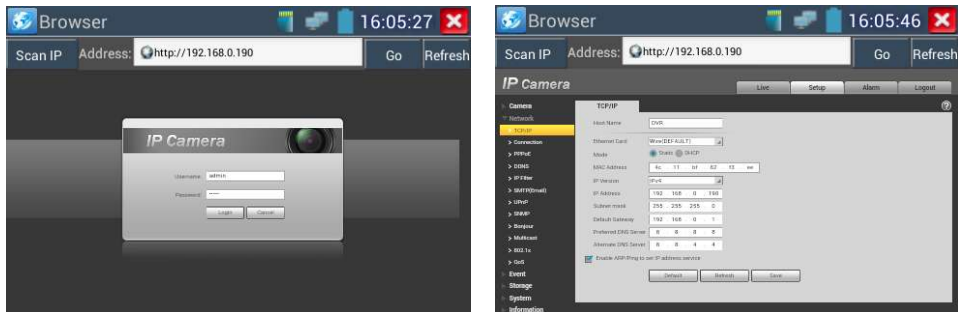 Browser 16:05:27
Scan IP Address: http://192.168.0.190 Go Refresh
IP Camera
Username: admin
Password:
Login Cancel
Browser 16:05:46
Scan IP Address: http://192.168.0.190 Go Refresh
IP Camera Live Setup Alarm Logout
Camera
Network
TCP/IP
Connection
PPPoE
DDNS
IP Filter
SMTP(Email)
UPnP
SNMP
Bonjour
Multicast
802.1x
QoS
Event
Storage
System
Information
TCP/IP
Host Name DVR
Ethernet Card Wire(DEFAULT)
Mode Static DHCP
MAC Address
IP Version IPv4
IP Address 192 . 168 . 0 . 190
Subnet mask 255 . 255 . 255 . 0
Default Gateway 192 . 168 . 0 . 1
Preferred DNS Server 8 . 8 . 8 . 8
Alternate DNS Server 8 . 8 . 4 . 4
Enable ARP/Ping to set IP address service
Default Refresh Save